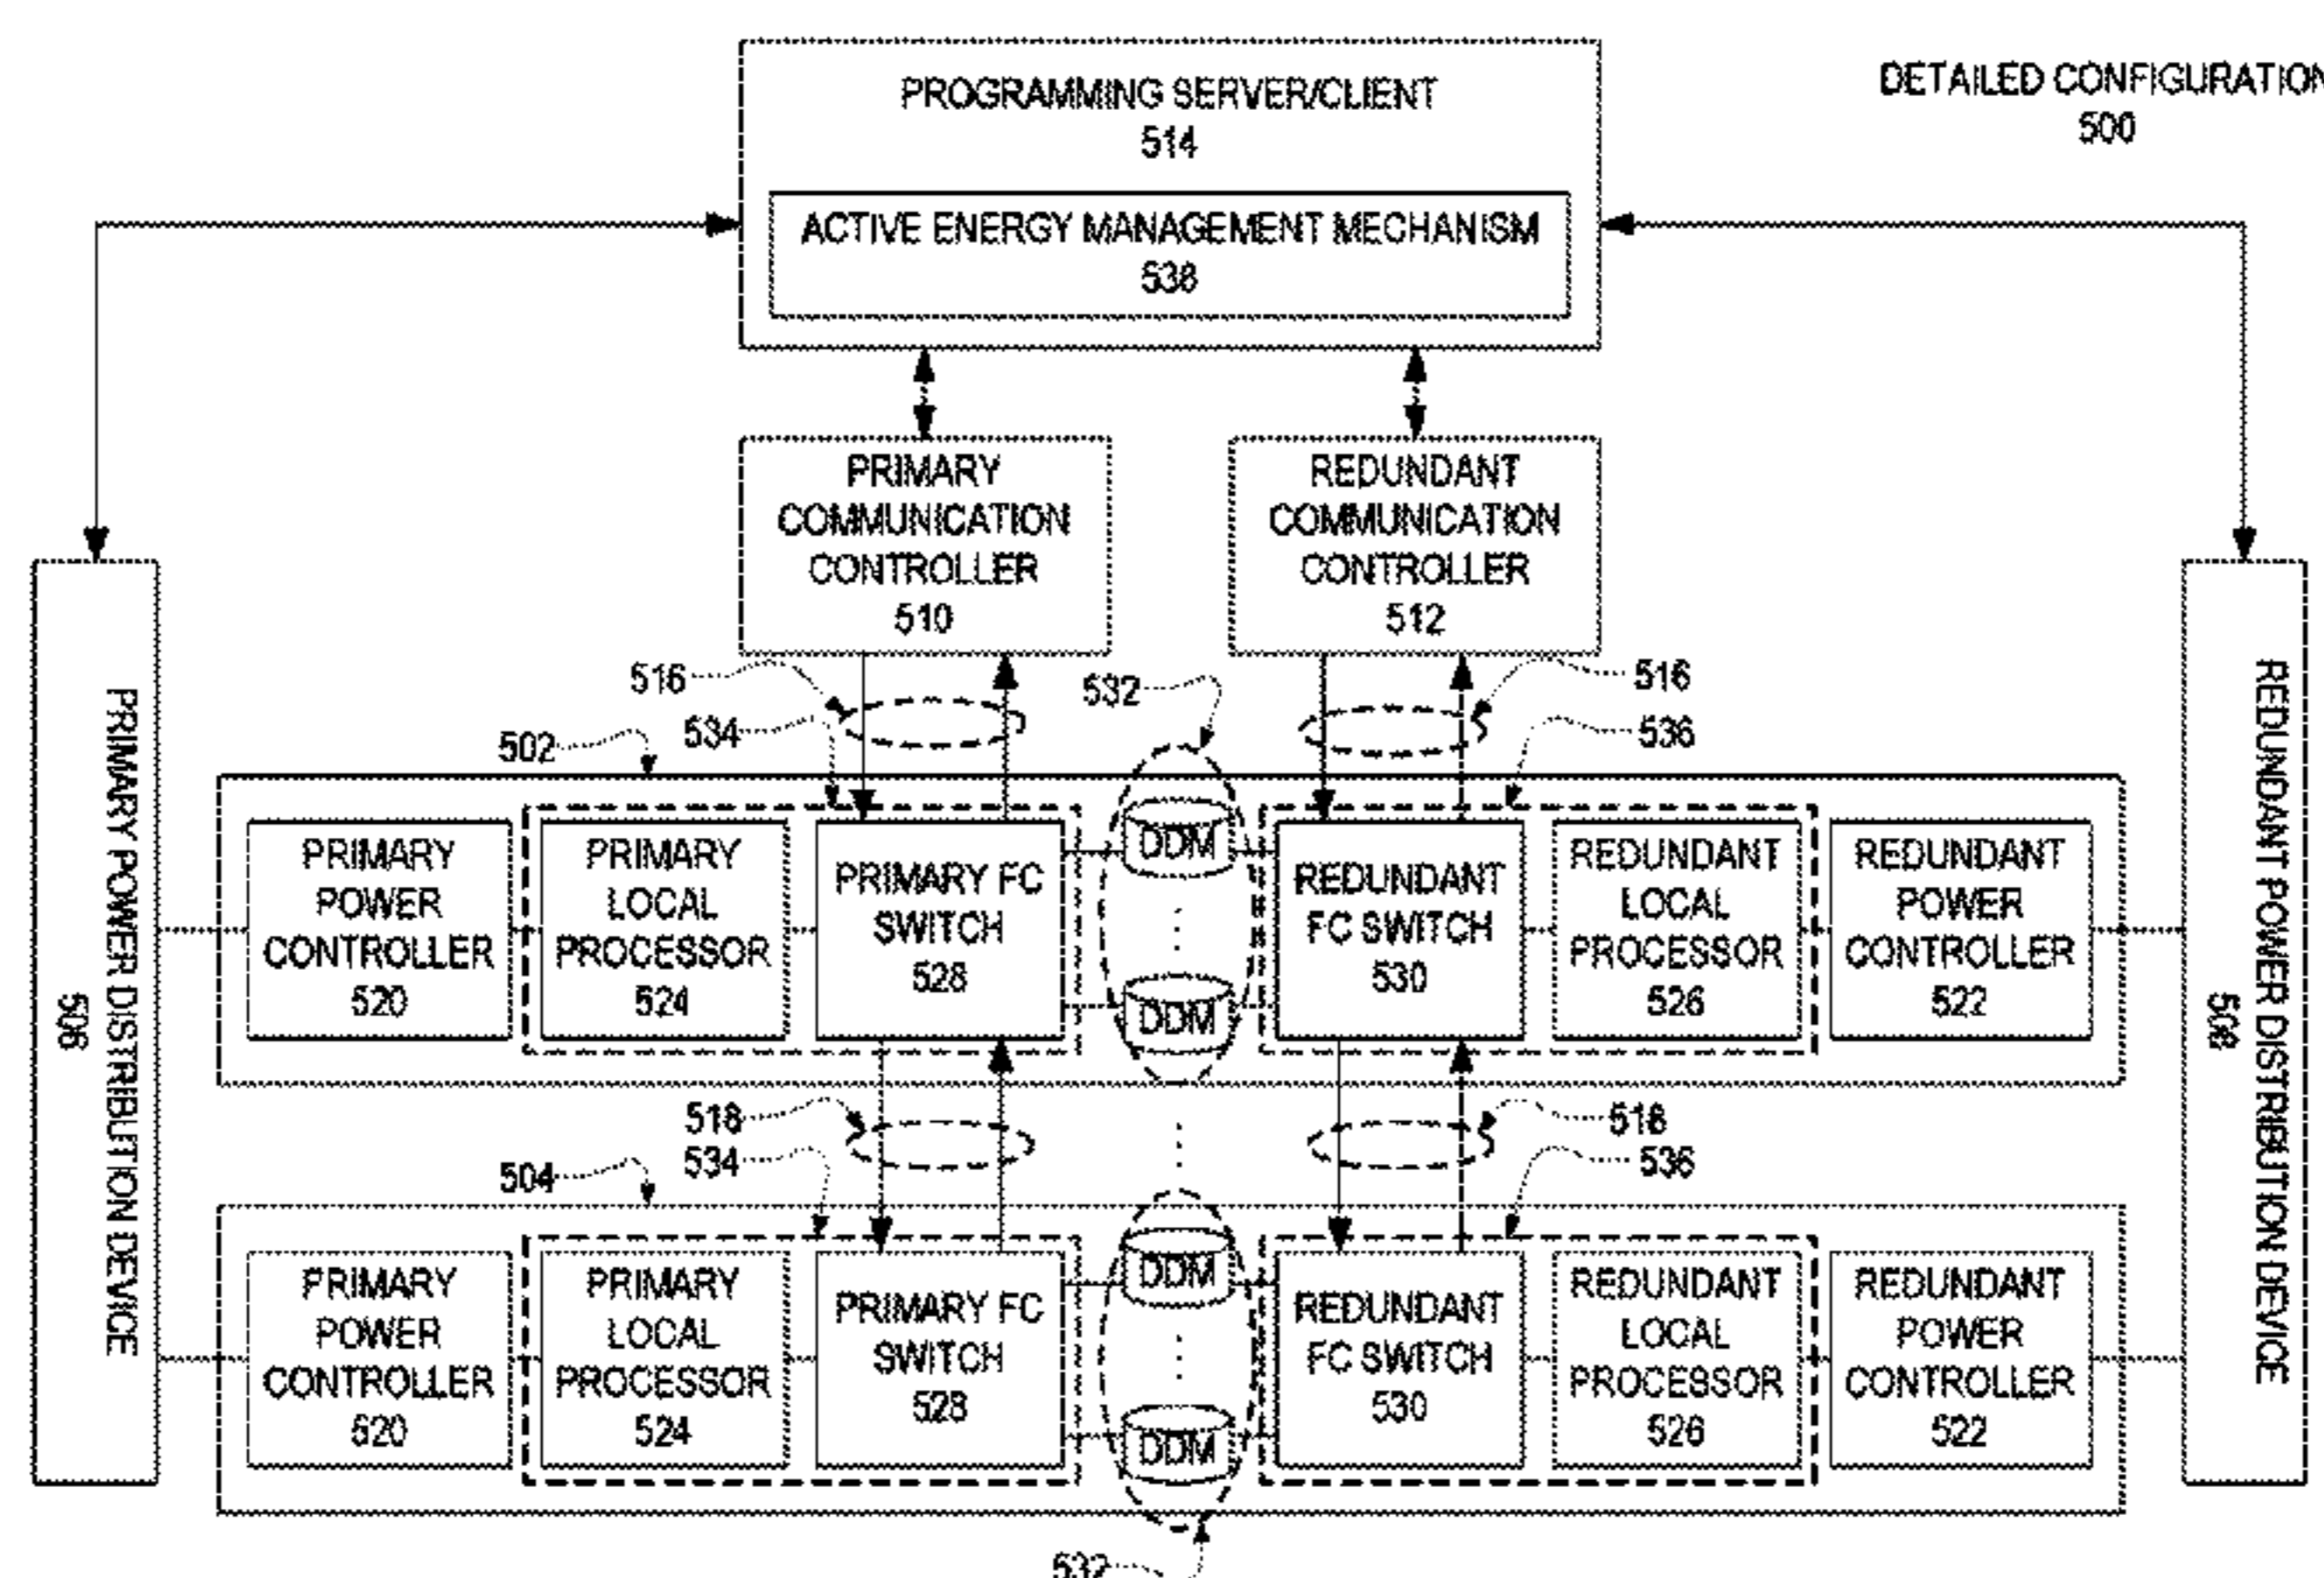 PROGRAMMING SERVER/CLIENT
514
DETAILED CONFIGURATION
500
ACTIVE ENERGY MANAGEMENT MECHANISM
538
PRIMARY
COMMUNICATION
CONTROLLER
510
REDUNDANT
COMMUNICATION
CONTROLLER
512
516
532
516
534
536
502
PRIMARY POWER DISTRIBUTION DEVICE
506
REDUNDANT POWER DISTRIBUTION DEVICE
508
PRIMARY
POWER
CONTROLLER
520
PRIMARY
LOCAL
PROCESSOR
524
PRIMARY FC
SWITCH
528
DDM
DDM
REDUNDANT
FC SWITCH
530
REDUNDANT
LOCAL
PROCESSOR
526
REDUNDANT
POWER
CONTROLLER
522
518
518
534
536
504
PRIMARY
POWER
CONTROLLER
520
PRIMARY
LOCAL
PROCESSOR
524
PRIMARY FC
SWITCH
528
DDM
DDM
REDUNDANT
FC SWITCH
530
REDUNDANT
LOCAL
PROCESSOR
526
REDUNDANT
POWER
CONTROLLER
522
532